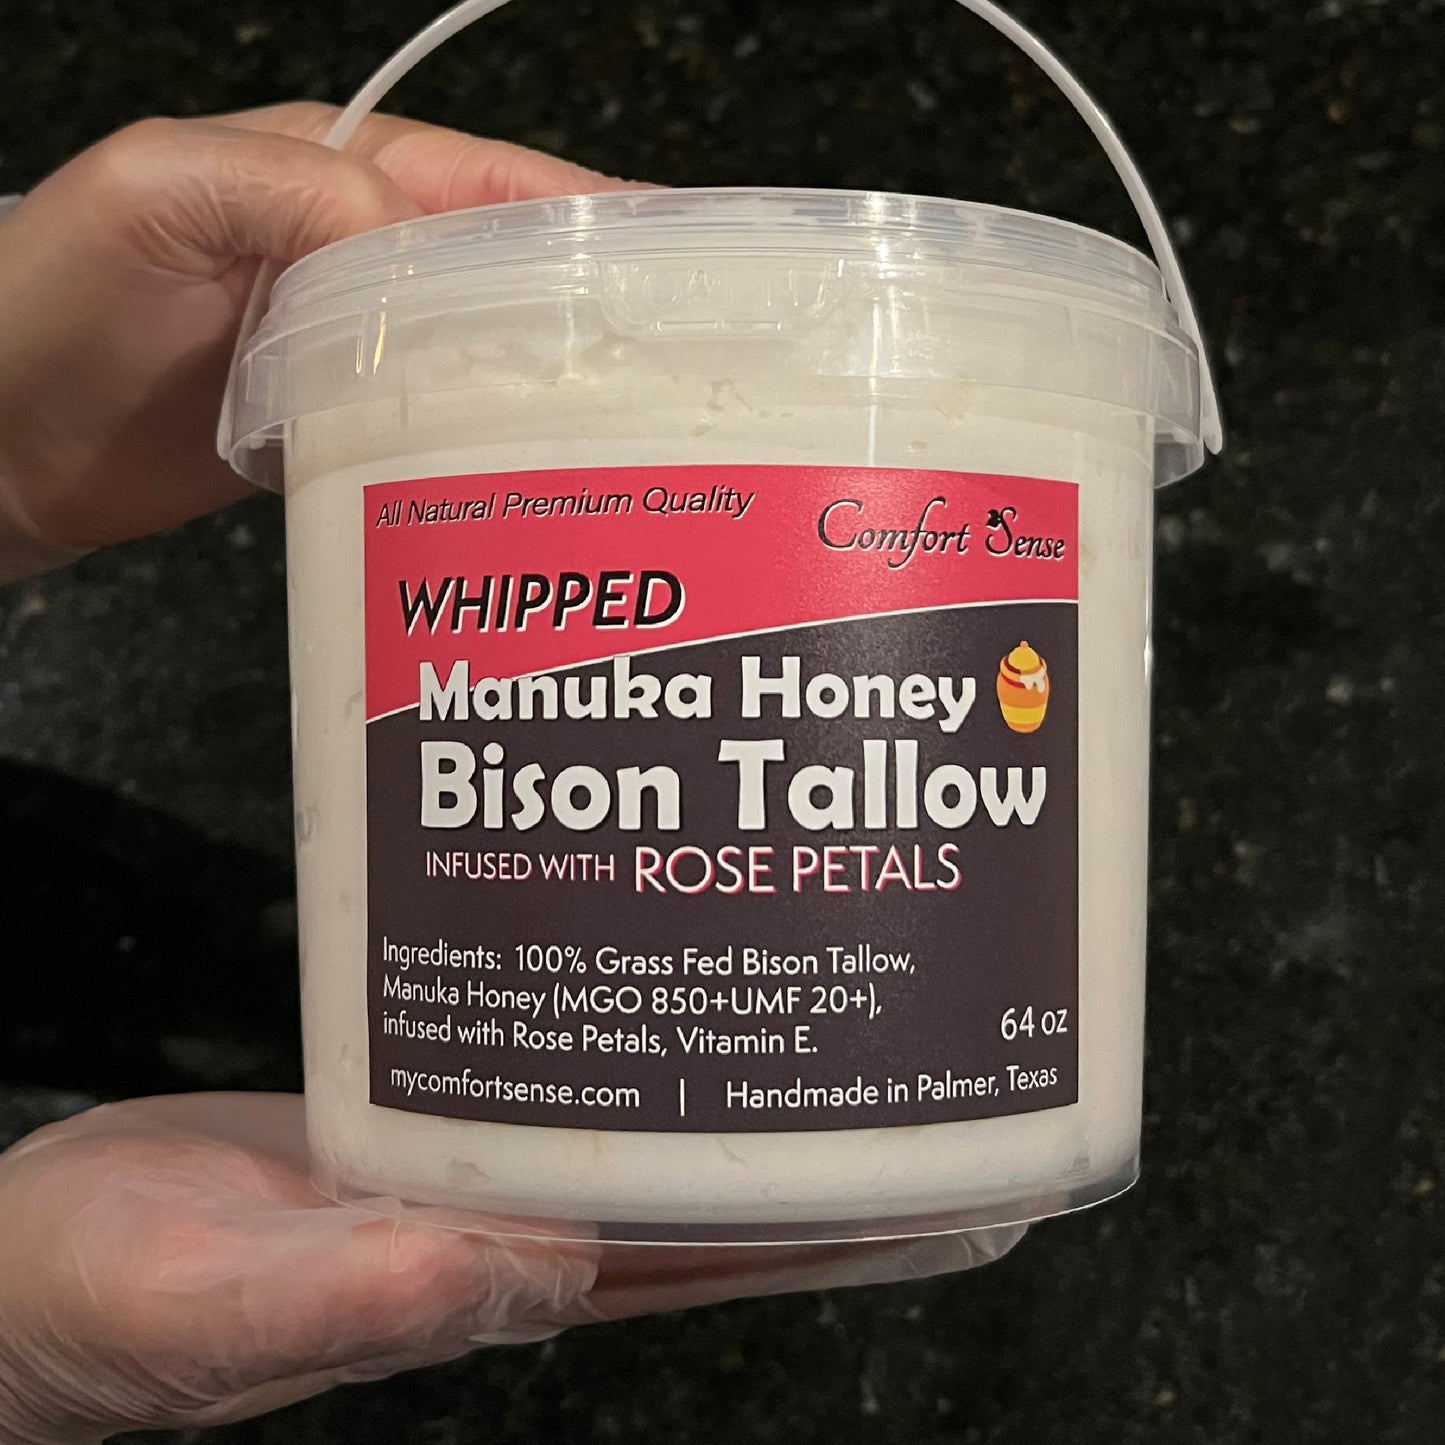 All Natural Premium Quality
Comfort Sense
WHIPPED
Manuka Honey
Bison Tallow
INFUSED WITH ROSE PETALS
Ingredients: 100% Grass Fed Bison Tallow,
Manuka Honey (MGO 850+UMF 20+),
infused with Rose Petals, Vitamin E.
64 oz
mycomfortsense.com | Handmade in Palmer, Texas